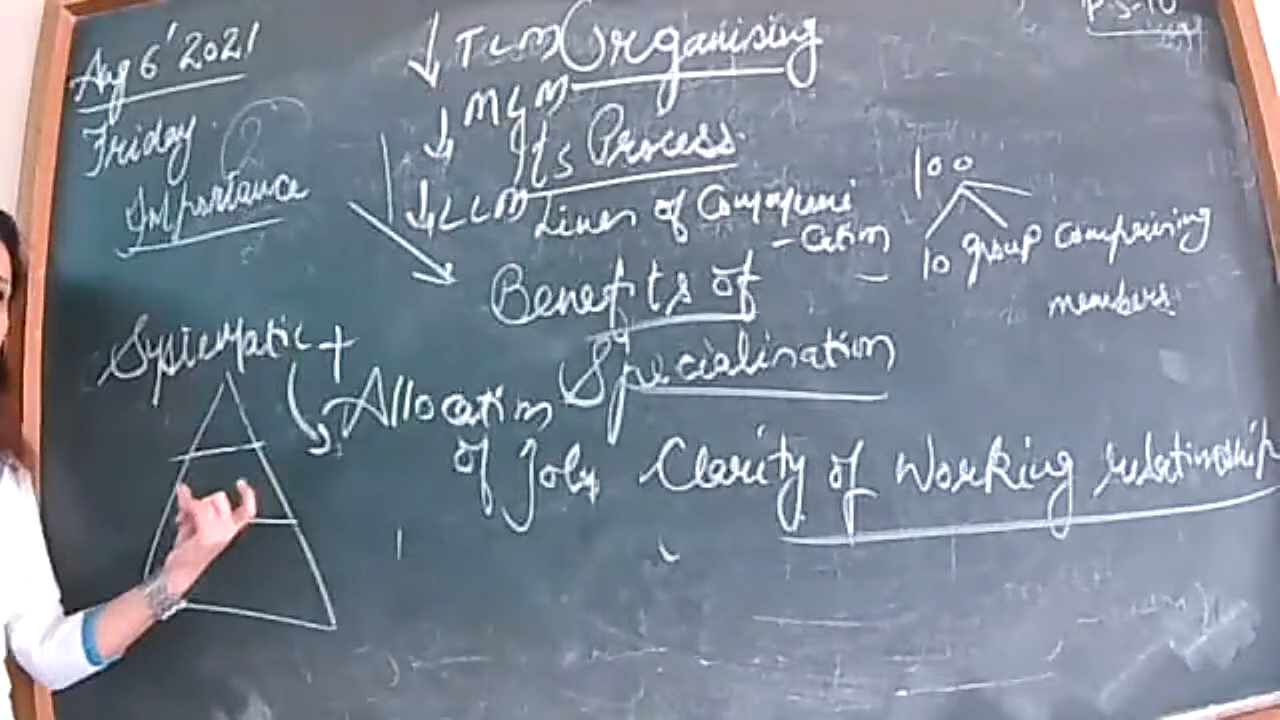 Aug 6' 2021
Friday
Importance
TLM Organising
MLM
Its Process
LLM
Lines of Communi
-cation
Benefits of
Specialisation
100
10 group comprising
members
Systematic +
Allocation
of Jobs
Clarity of Working relationship